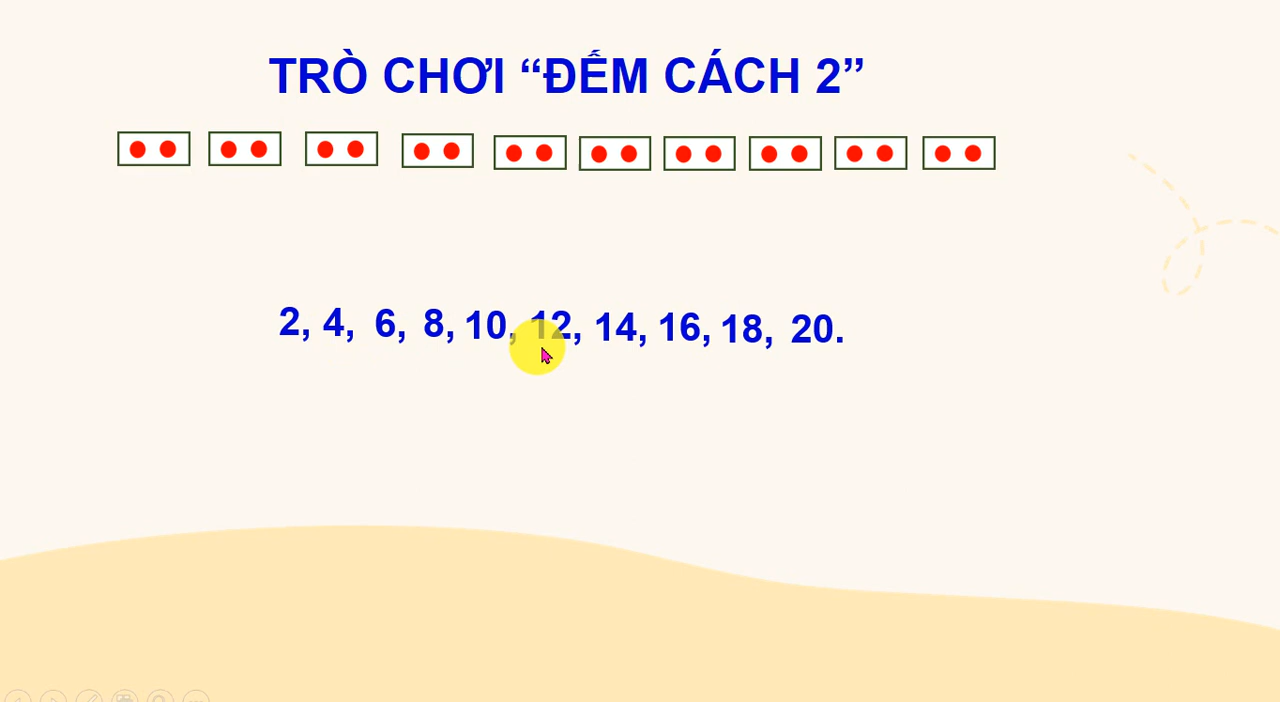 TRÒ CHƠI “ĐẾM CÁCH 2”
2, 4, 6, 8, 10, 12, 14, 16, 18, 20.